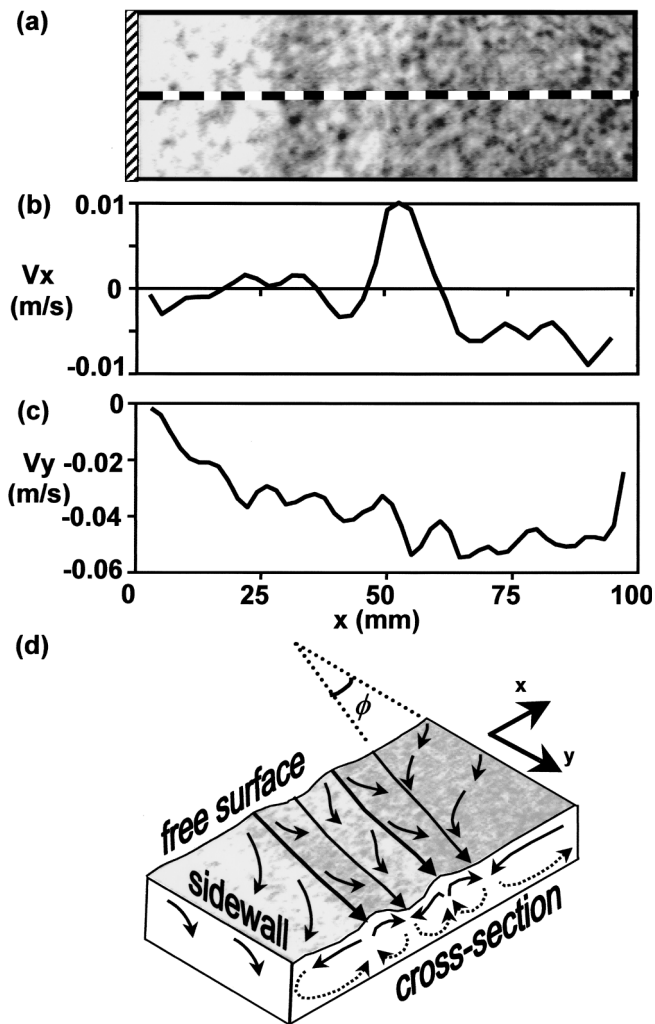 (a)
(b)
0.01
Vx
(m/s)
0
-0.01
(c)
0
Vy
(m/s)
-0.02
-0.04
-0.06
0
25
50
75
100
x (mm)
(d)
ϕ
x
y
free surface
sidewall
cross-section